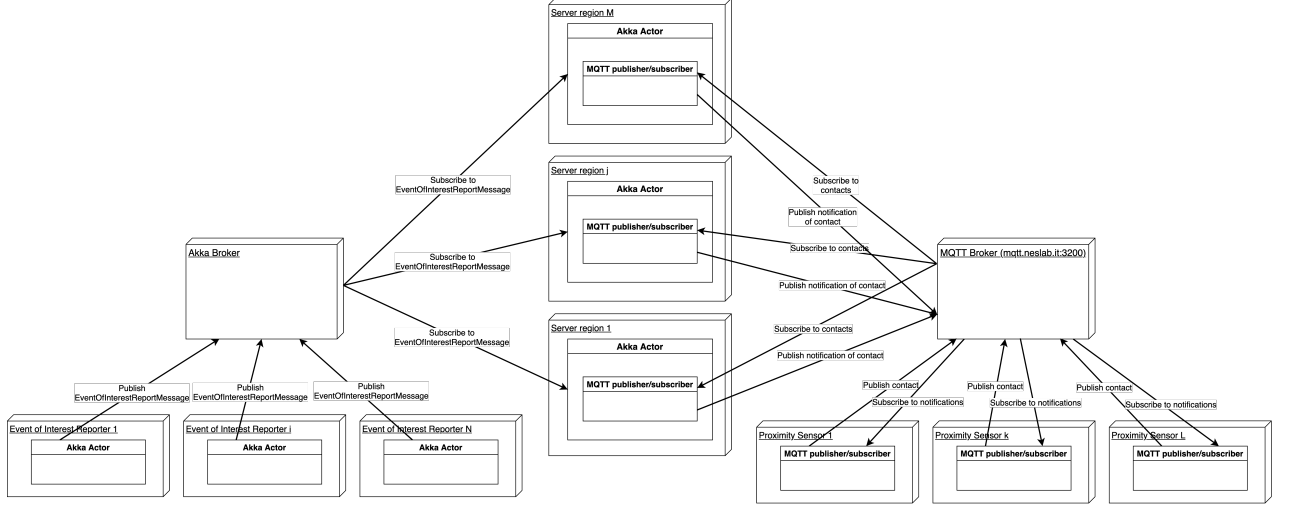 Server region M
Akka Actor
MQTT publisher/subscriber
Subscribe to
EventOfInterestReportMessage
Subscribe to
contacts
Publish notification
of contact
Server region j
Akka Actor
MQTT publisher/subscriber
Akka Broker
Subscribe to
EventOfInterestReportMessage
Subscribe to contacts
MQTT Broker (mqtt.neslab.it:3200)
Publish notification of contact
Server region 1
Akka Actor
MQTT publisher/subscriber
Subscribe to
EventOfInterestReportMessage
Subscribe to contacts
Publish notification of contact
Publish
EventOfInterestReportMessage
Publish
EventOfInterestReportMessage
Publish
EventOfInterestReportMessage
Publish contact
Subscribe to notifications
Publish contact
Subscribe to notifications
Publish contact
Subscribe to notifications
Event of Interest Reporter 1
Akka Actor
Event of Interest Reporter i
Akka Actor
Event of Interest Reporter N
Akka Actor
Proximity Sensor 1
MQTT publisher/subscriber
Proximity Sensor k
MQTT publisher/subscriber
Proximity Sensor L
MQTT publisher/subscriber